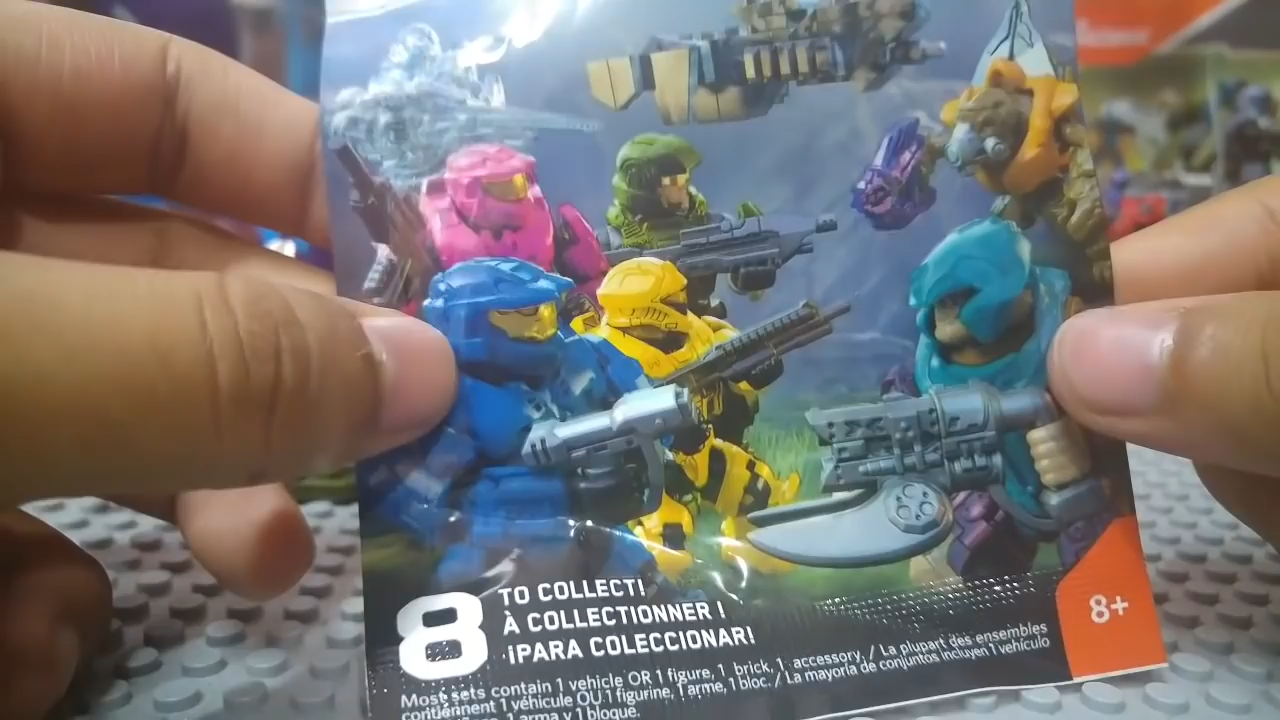 8
TO COLLECT!
À COLLECTIONNER !
¡PARA COLECCIONAR!
8+
Most sets contain 1 vehicle OR 1 figure, 1 brick, 1 accessory. / La plupart des ensembles
contiennent 1 véhicule OU 1 figurine, 1 arme, 1 bloc. / La mayoría de conjuntos incluyen 1 vehículo
1 arma y 1 bloque.